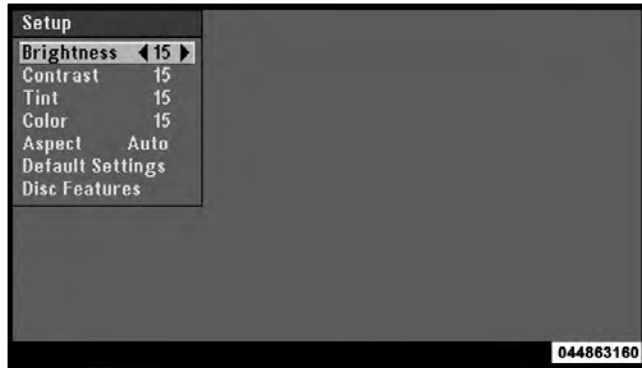 Setup
Brightness ◀ 15 ▶
Contrast 15
Tint 15
Color 15
Aspect Auto
Default Settings
Disc Features
044863160